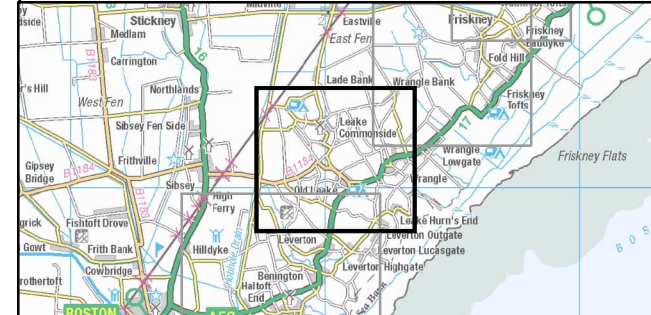 Stickney
Medlam
Carrington
B1183
16
Eastville
East Fen
Friskney
Friskney
Eaudyke
Fold Hill
Lade Bank
Wrangle Bank
West Fen
Northlands
Friskney
Tofts
17
Leake
Commonside
Sibsey Fen Side
Frithville
Gipsey
Bridge
B1184
B1184
Wrangle
Lowgate
Friskney Flats
Sibsey
B1183
Old Leake
Wrangle
High
Ferry
Fishtoft Drove
Frith Bank
Cowbridge
Hilldyke
Leverton
Leake Hurn's End
Leverton Outgate
Leverton Lucasgate
Leverton Highgate
Benington
Haltoft
End
Sea Bank
BOSTON